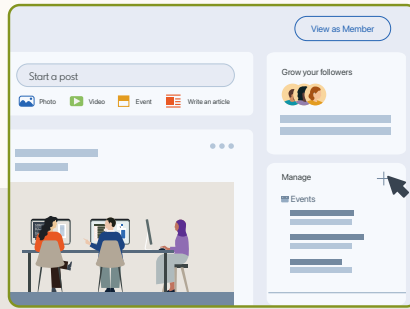 View as Member
Start a post
Photo Video Event Write an article
Grow your followers
Manage
Events